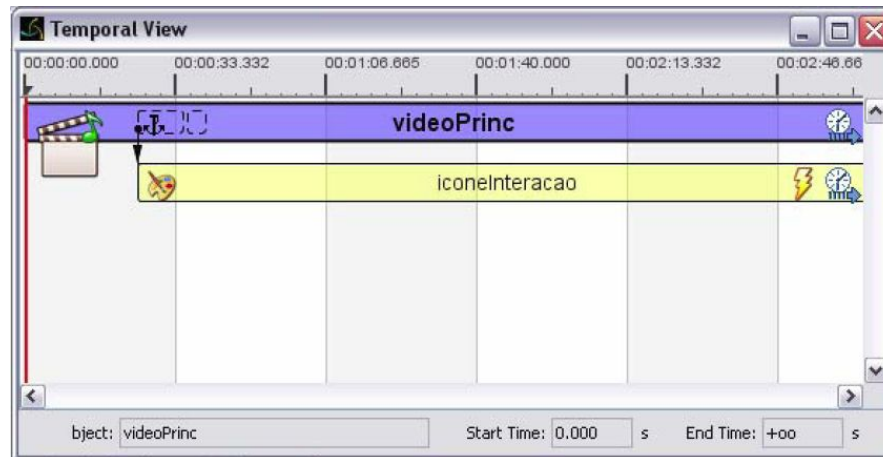 Temporal View
00:00:00.000 00:00:33.332 00:01:06.665 00:01:40.000 00:02:13.332 00:02:46.66
videoPrinc
iconeInteracao
bject: videoPrinc Start Time: 0.000 s End Time: +oo s